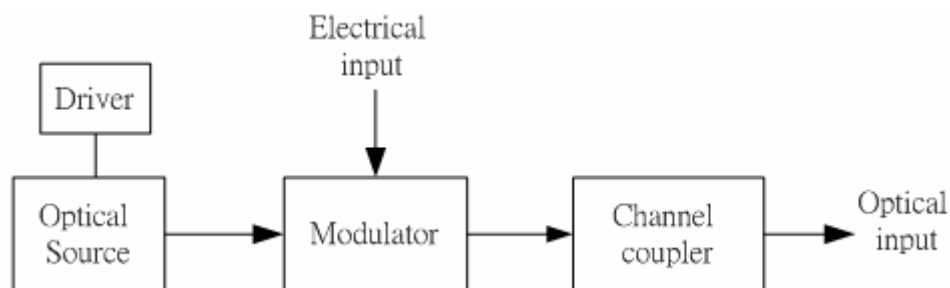 Electrical
input
Driver
Optical
Source
Modulator
Channel
coupler
Optical
input